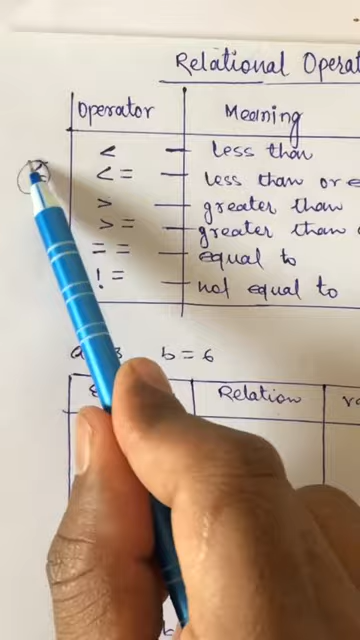 Relational Opera
Operator Meaning
< — less than
<= — less than or e
> — greater than
>= — greater than
== — equal to
!= — not equal to
b = 6
Relation